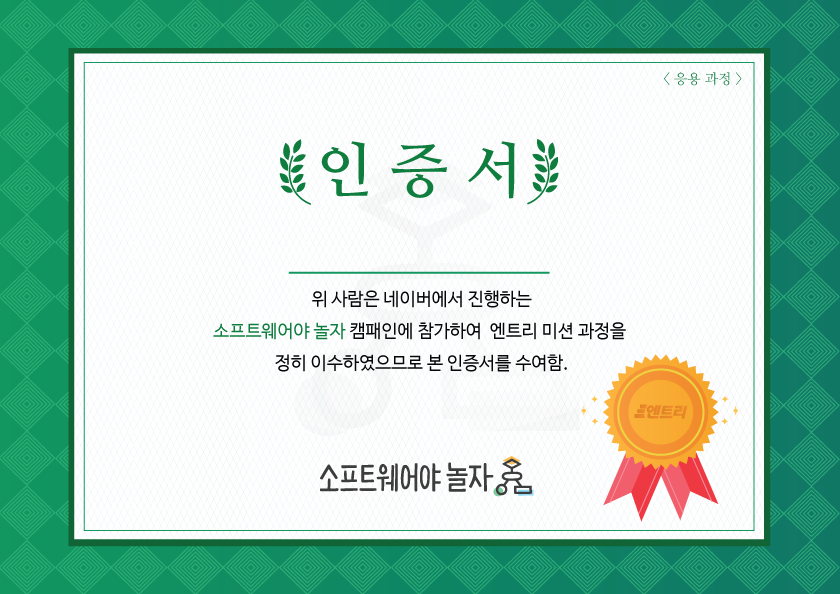 < 응용 과정 >
인증서
위 사람은 네이버에서 진행하는
소프트웨어야 놀자 캠패인에 참가하여 엔트리 미션 과정을
정히 이수하였으므로 본 인증서를 수여함.
엔트리
소프트웨어야 놀자